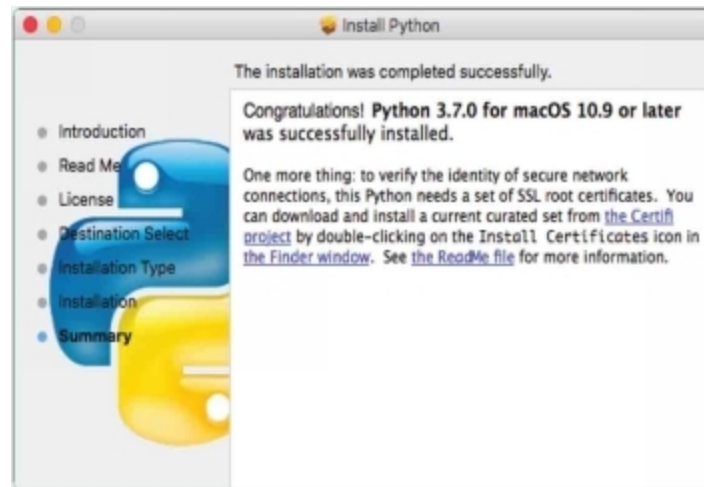 Install Python
The installation was completed successfully.
Introduction
Read Me
License
Destination Select
Installation Type
Installation
Summary
Congratulations! Python 3.7.0 for macOS 10.9 or later
was successfully installed.
One more thing: to verify the identity of secure network
connections, this Python needs a set of SSL root certificates. You
can download and install a current curated set from the Certifi
project by double-clicking on the Install Certificates icon in
the Finder window. See the ReadMe file for more information.